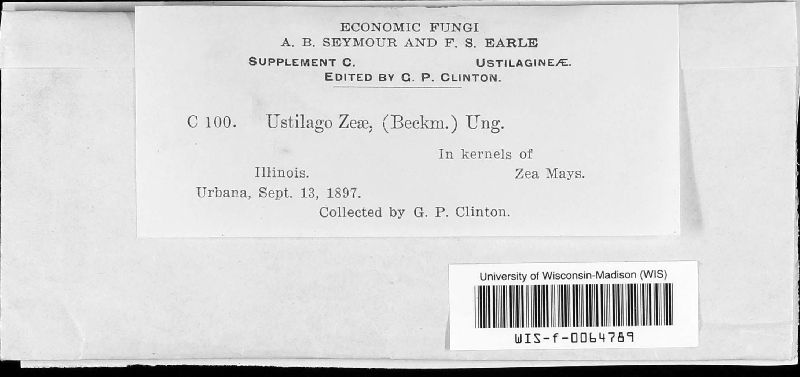 ECONOMIC FUNGI
A. B. SEYMOUR AND F. S. EARLE
SUPPLEMENT C. USTILAGINEÆ.
EDITED BY G. P. CLINTON.
C 100. Ustilago Zeæ, (Beckm.) Ung.
In kernels of
Illinois. Zea Mays.
Urbana, Sept. 13, 1897.
Collected by G. P. Clinton.
University of Wisconsin-Madison (WIS)
WIS-f-0064789